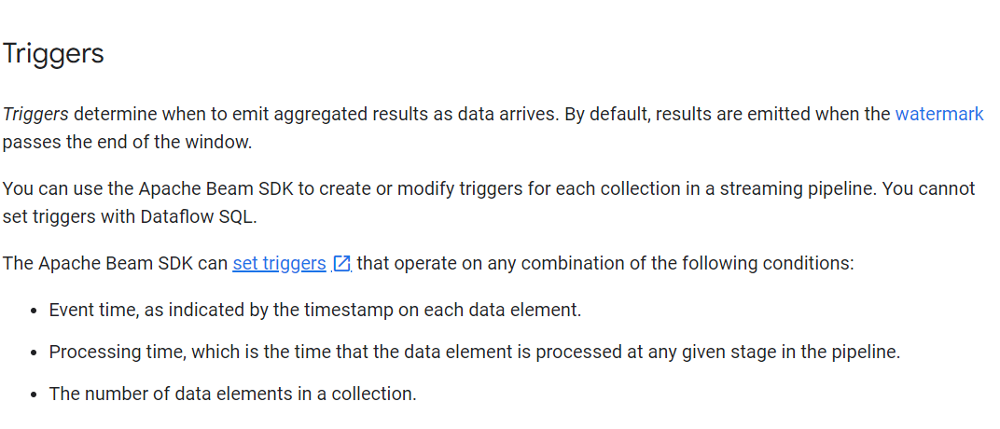 Triggers
Triggers determine when to emit aggregated results as data arrives. By default, results are emitted when the watermark
passes the end of the window.
You can use the Apache Beam SDK to create or modify triggers for each collection in a streaming pipeline. You cannot
set triggers with Dataflow SQL.
The Apache Beam SDK can set triggers that operate on any combination of the following conditions:
• Event time, as indicated by the timestamp on each data element.
• Processing time, which is the time that the data element is processed at any given stage in the pipeline.
• The number of data elements in a collection.